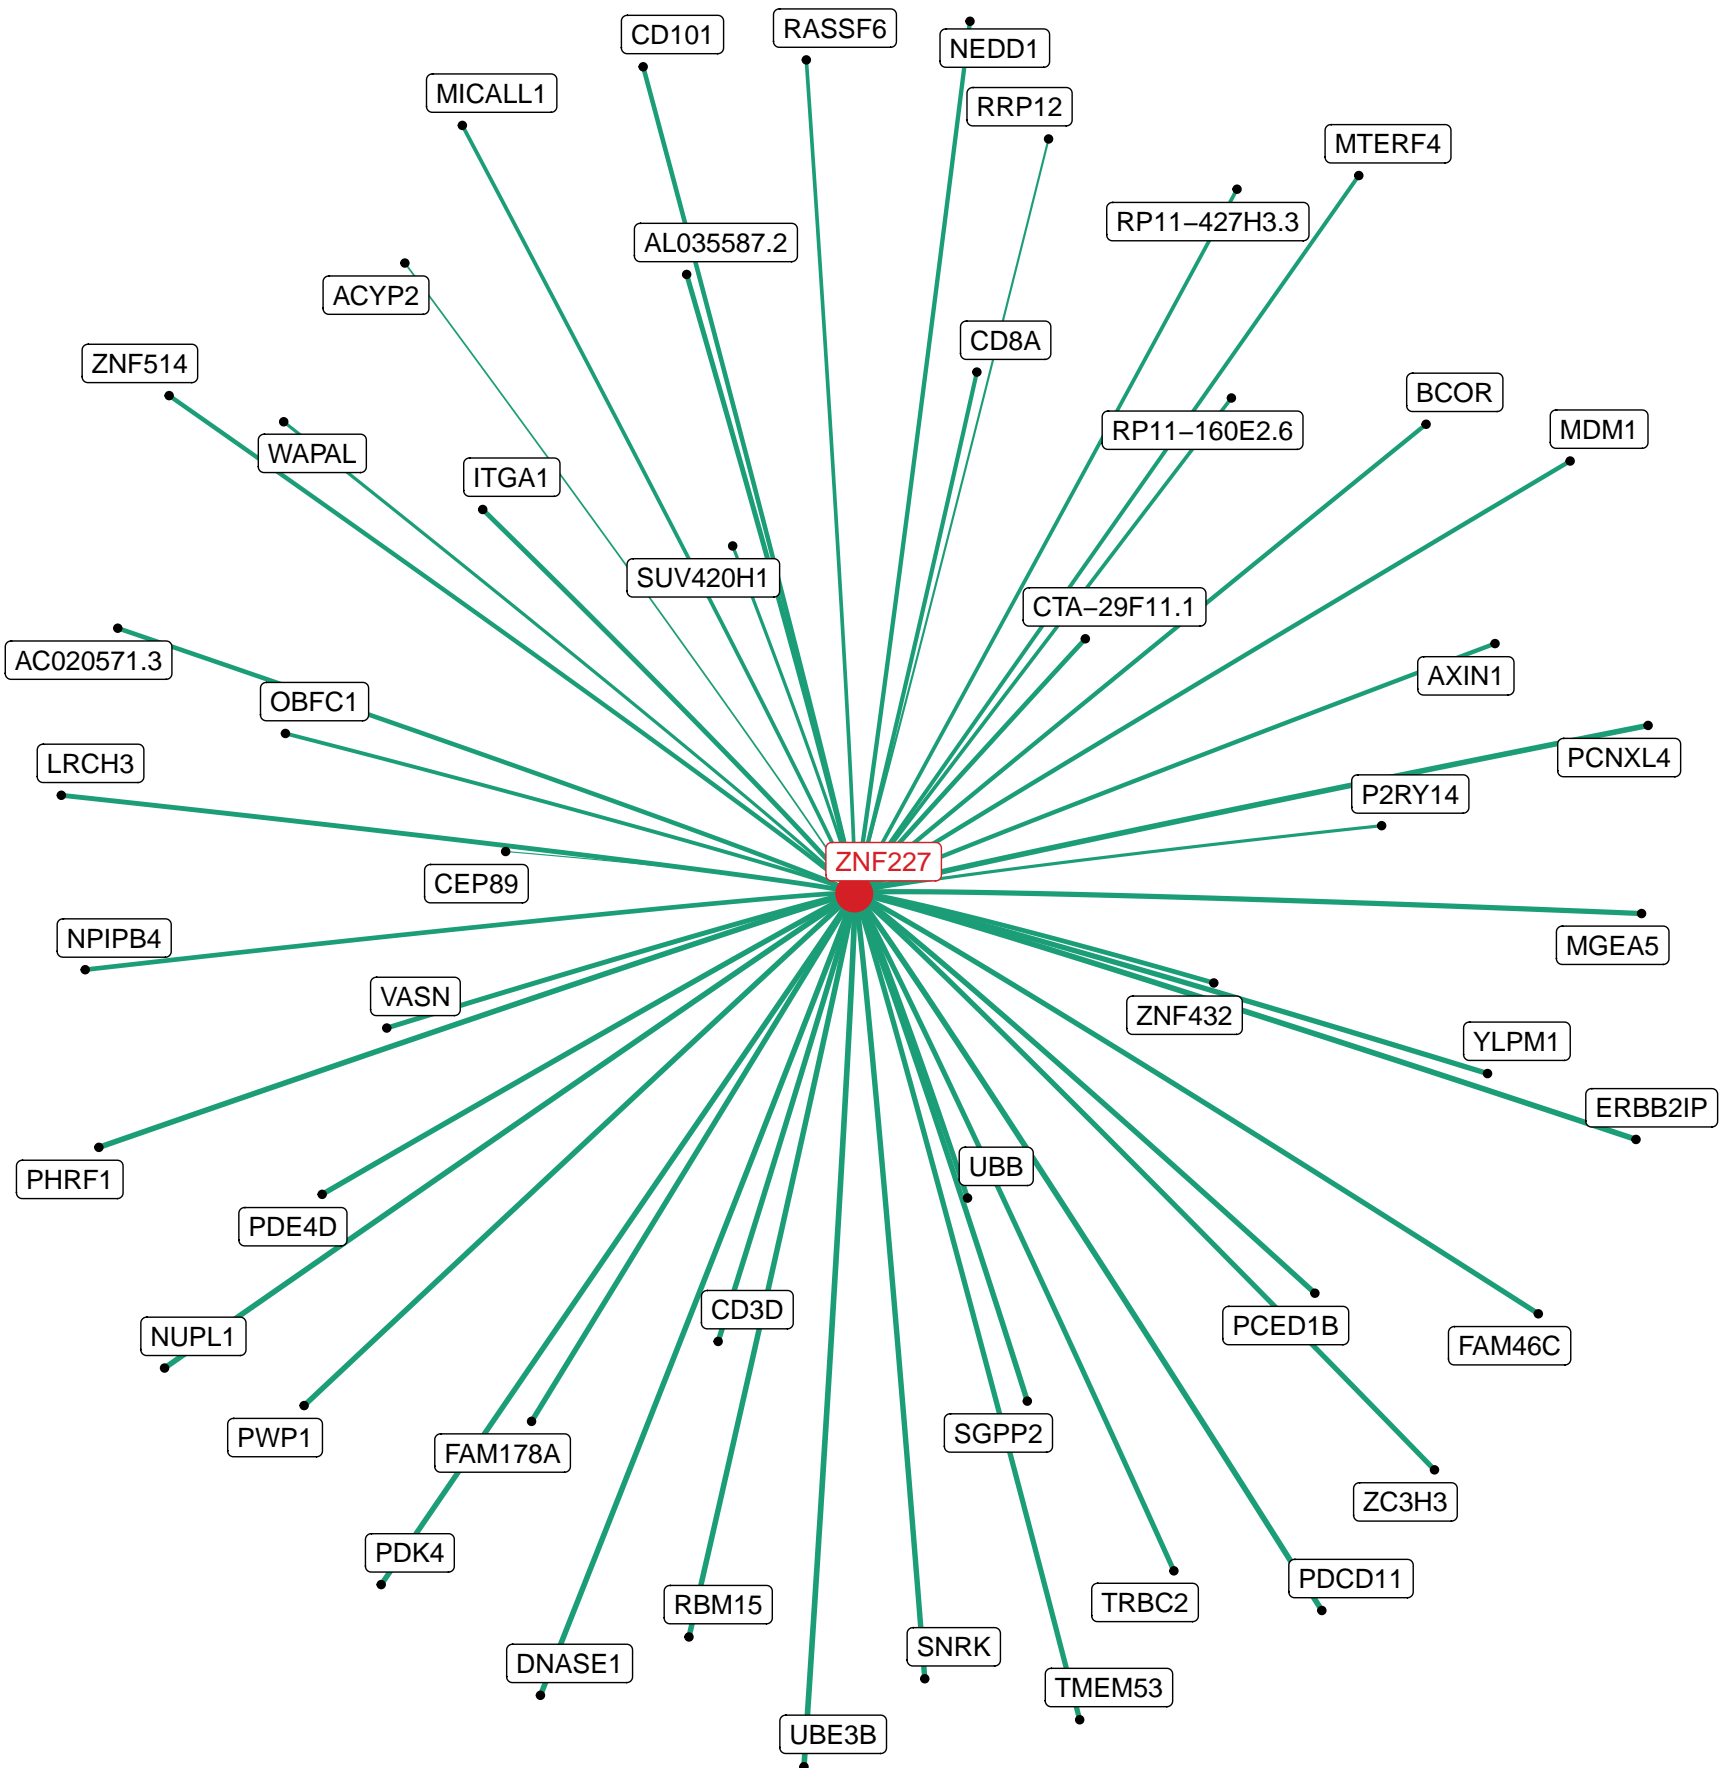 RASSF6
CD101
NEDD1
MICALL1
RRP12
MTERF4
RP11−427H3.3
AL035587.2
ACYP2
CD8A
ZNF514
BCOR
MDM1
RP11−160E2.6
WAPAL
ITGA1
SUV420H1
CTA−29F11.1
AC020571.3
AXIN1
OBFC1
PCNXL4
LRCH3
P2RY14
ZNF227
CEP89
NPIPB4
MGEA5
VASN
ZNF432
YLPM1
ERBB2IP
UBB
PHRF1
PDE4D
CD3D
PCED1B
NUPL1
FAM46C
SGPP2
PWP1
FAM178A
ZC3H3
PDK4
PDCD11
TRBC2
RBM15
SNRK
DNASE1
TMEM53
UBE3B